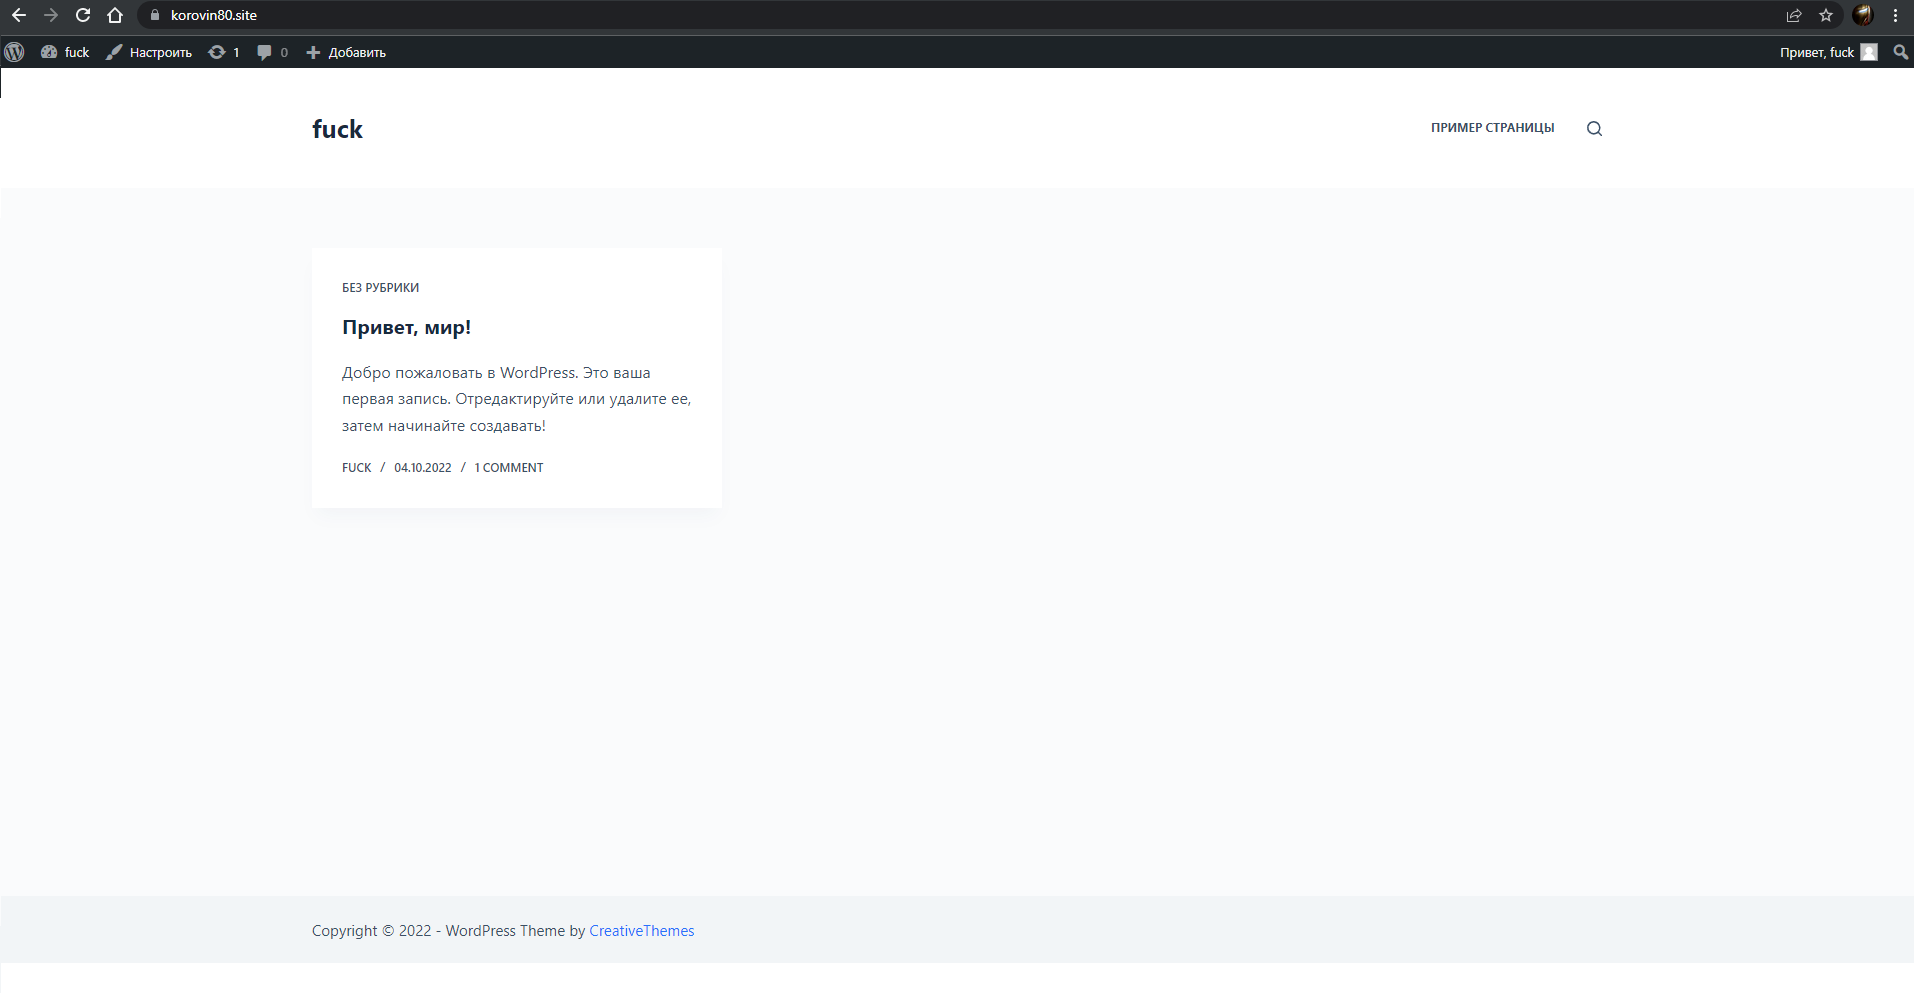 korovin80.site
fuck Настроить 1 0 Добавить Привет, fuck
fuck
ПРИМЕР СТРАНИЦЫ
БЕЗ РУБРИКИ
Привет, мир!
Добро пожаловать в WordPress. Это ваша
первая запись. Отредактируйте или удалите ее,
затем начинайте создавать!
FUCK / 04.10.2022 / 1 COMMENT
Copyright © 2022 - WordPress Theme by CreativeThemes